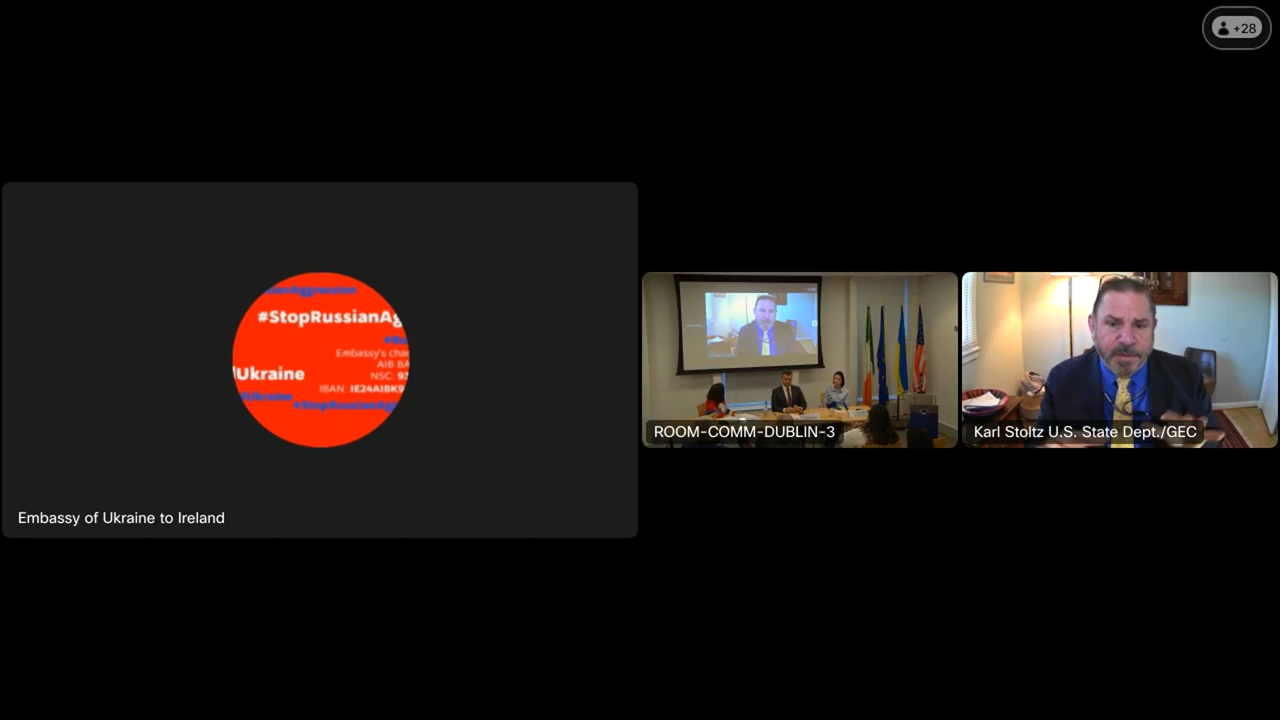 +28
#StopRussianAg
Embassy's cha
AIB BA
NSC: 93
Ukraine
IBAN: IE24AIBK9
#StopRussianAgg
Embassy of Ukraine to Ireland
ROOM-COMM-DUBLIN-3
Karl Stoltz U.S. State Dept./GEC